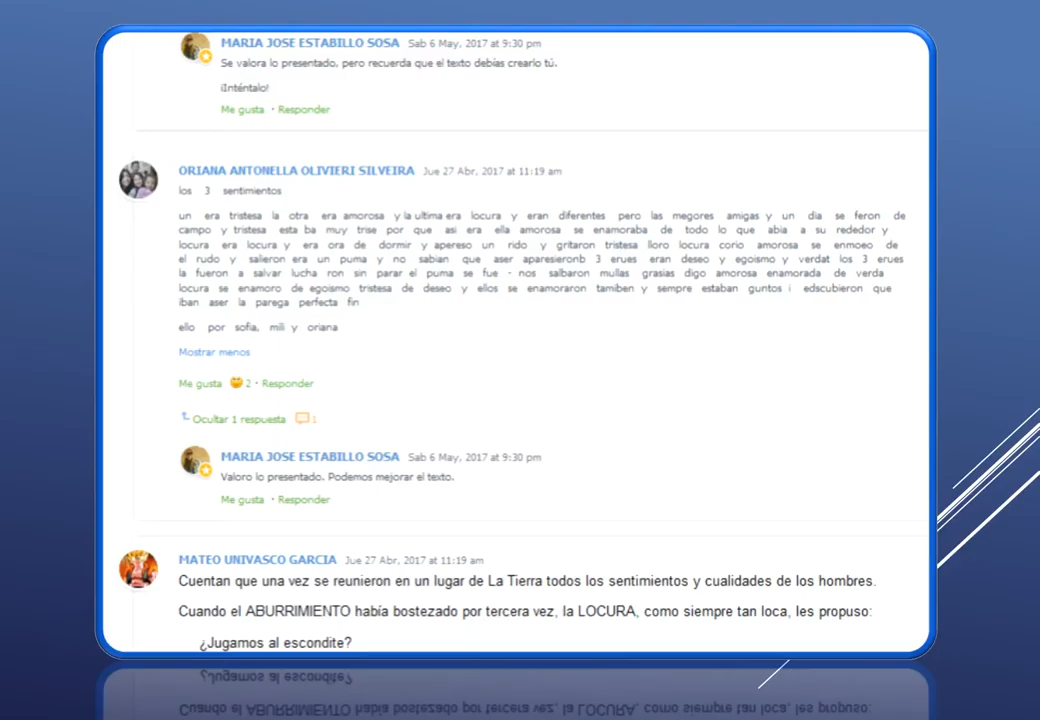 MARIA JOSE ESTABILLO SOSA Sab 6 May, 2017 at 9:30 pm
Se valora lo presentado, pero recuerda que el texto debías crearlo tú.
¡Inténtalo!
Me gusta · Responder
ORIANA ANTONELLA OLIVIERI SILVEIRA Jue 27 Abr, 2017 at 11:19 am
los 3 sentimientos
un era tristesa la otra era amorosa y la ultima era locura y eran diferentes pero las megores amigas y un dia se feron de
campo y tristesa esta ba muy trise por que asi era ella amorosa se enamoraba de todo lo que abia a su rededor y
locura era locura y era ora de dormir y apereso un rido y gritaron tristesa lloro locura corio amorosa se enmoeo de
el rudo y salieron era un puma y no sabian que aser aparesieronb 3 erues eran deseo y egoismo y verdat los 3 erues
la fueron a salvar lucha ron sin parar el puma se fue - nos salbaron mullas grasias digo amorosa enamorada de verda
locura se enamoro de egoismo tristesa de deseo y ellos se enamoraron tamiben y sempre estaban guntos i edscubieron que
iban aser la parega perfecta fin
ello por sofia, mili y oriana
Mostrar menos
Me gusta 2 · Responder
Ocultar 1 respuesta 1
MARIA JOSE ESTABILLO SOSA Sab 6 May, 2017 at 9:30 pm
Valoro lo presentado. Podemos mejorar el texto.
Me gusta · Responder
MATEO UNIVASCO GARCIA Jue 27 Abr, 2017 at 11:19 am
Cuentan que una vez se reunieron en un lugar de La Tierra todos los sentimientos y cualidades de los hombres.
Cuando el ABURRIMIENTO había bostezado por tercera vez, la LOCURA, como siempre tan loca, les propuso:
¿Jugamos al escondite?